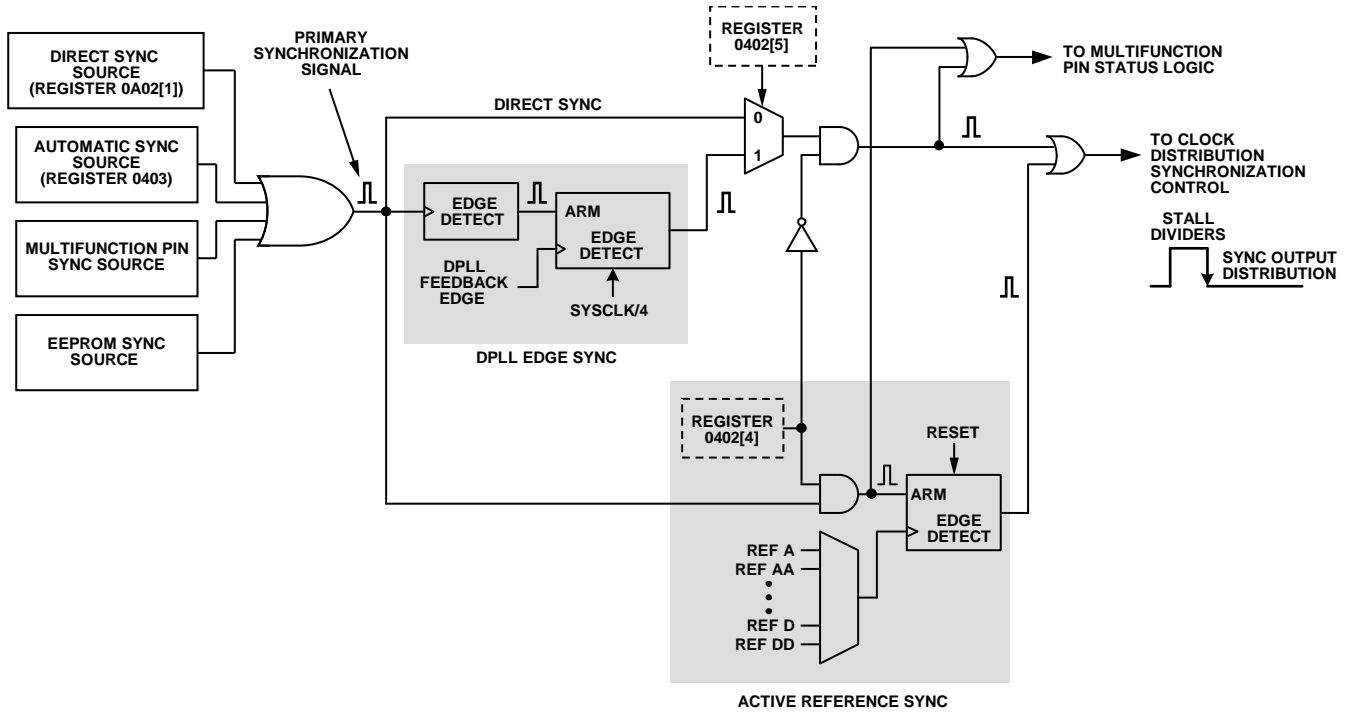 DIRECT SYNC
SOURCE
(REGISTER 0A02[1])
AUTOMATIC SYNC
SOURCE
(REGISTER 0403)
MULTIFUNCTION PIN
SYNC SOURCE
EEPROM SYNC
SOURCE
PRIMARY
SYNCHRONIZATION
SIGNAL
DIRECT SYNC
EDGE
DETECT
ARM
EDGE
DETECT
DPLL
FEEDBACK
EDGE
SYSCLK/4
DPLL EDGE SYNC
REGISTER
0402[5]
0
1
TO MULTIFUNCTION
PIN STATUS LOGIC
TO CLOCK
DISTRIBUTION
SYNCHRONIZATION
CONTROL
STALL
DIVIDERS
SYNC OUTPUT
DISTRIBUTION
REGISTER
0402[4]
RESET
ARM
EDGE
DETECT
REF A
REF AA
REF D
REF DD
ACTIVE REFERENCE SYNC